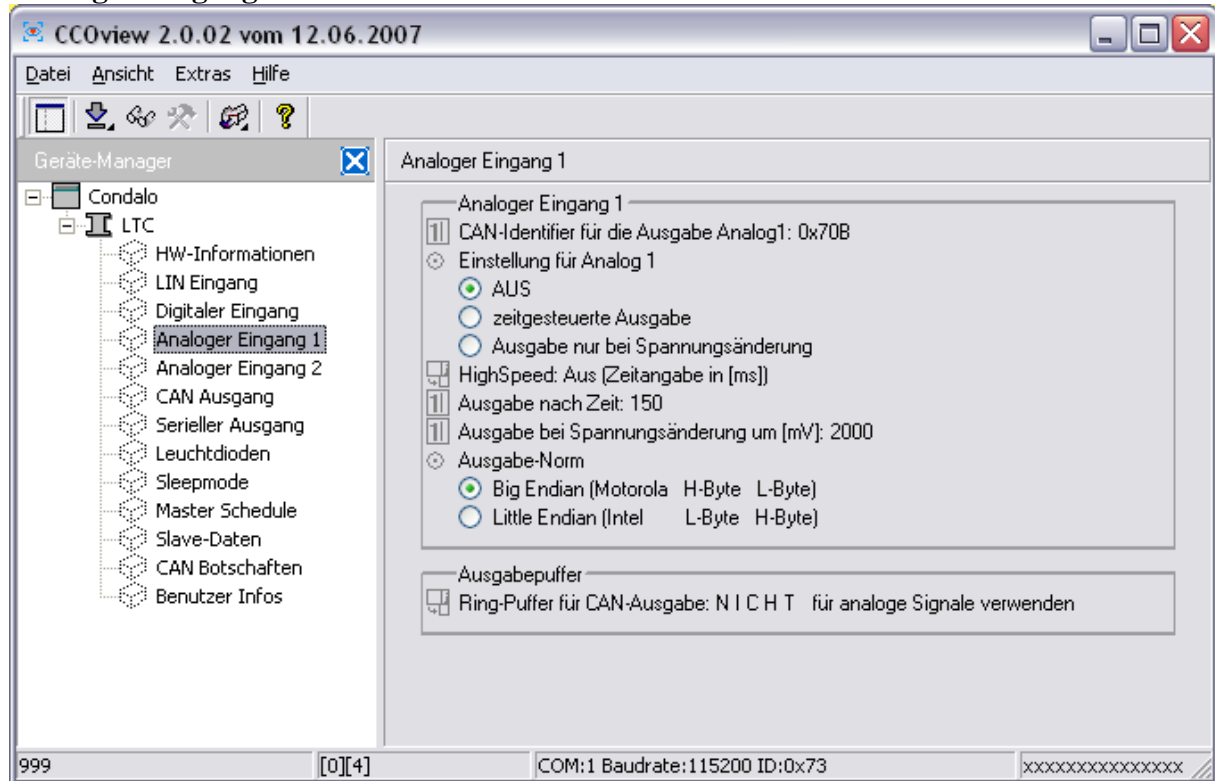 CCOview 2.0.02 vom 12.06.2007
Datei Ansicht Extras Hilfe
Geräte-Manager
Condalo
LTC
HW-Informationen
LIN Eingang
Digitaler Eingang
Analoger Eingang 1
Analoger Eingang 2
CAN Ausgang
Serieller Ausgang
Leuchtdioden
Sleepmode
Master Schedule
Slave-Daten
CAN Botschaften
Benutzer Infos
Analoger Eingang 1
Analoger Eingang 1
CAN-Identifier für die Ausgabe Analog1: 0x70B
Einstellung für Analog 1
AUS
zeitgesteuerte Ausgabe
Ausgabe nur bei Spannungsänderung
HighSpeed: Aus (Zeitangabe in [ms])
Ausgabe nach Zeit: 150
Ausgabe bei Spannungsänderung um [mV]: 2000
Ausgabe-Norm
Big Endian (Motorola H-Byte L-Byte)
Little Endian (Intel L-Byte H-Byte)
Ausgabepuffer
Ring-Puffer für CAN-Ausgabe: N I C H T für analoge Signale verwenden
999 [0][4] COM:1 Baudrate:115200 ID:0x73 xxxxxxxxxxxxxxx